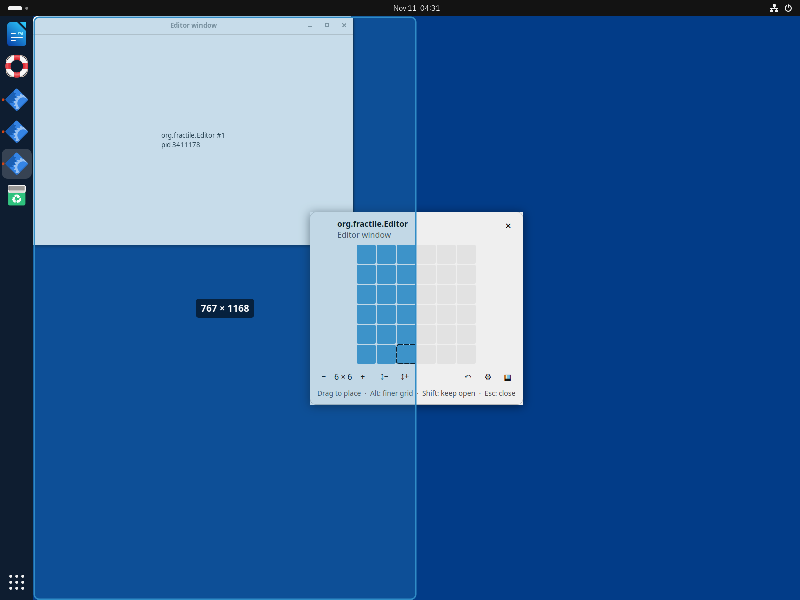 Nov 11 04:31
Editor window
org.fractile.Editor #1
pid 3411178
org.fractile.Editor
Editor window
767 × 1168
− 6 × 6 +
Drag to place · Alt: finer grid · Shift: keep open · Esc: close